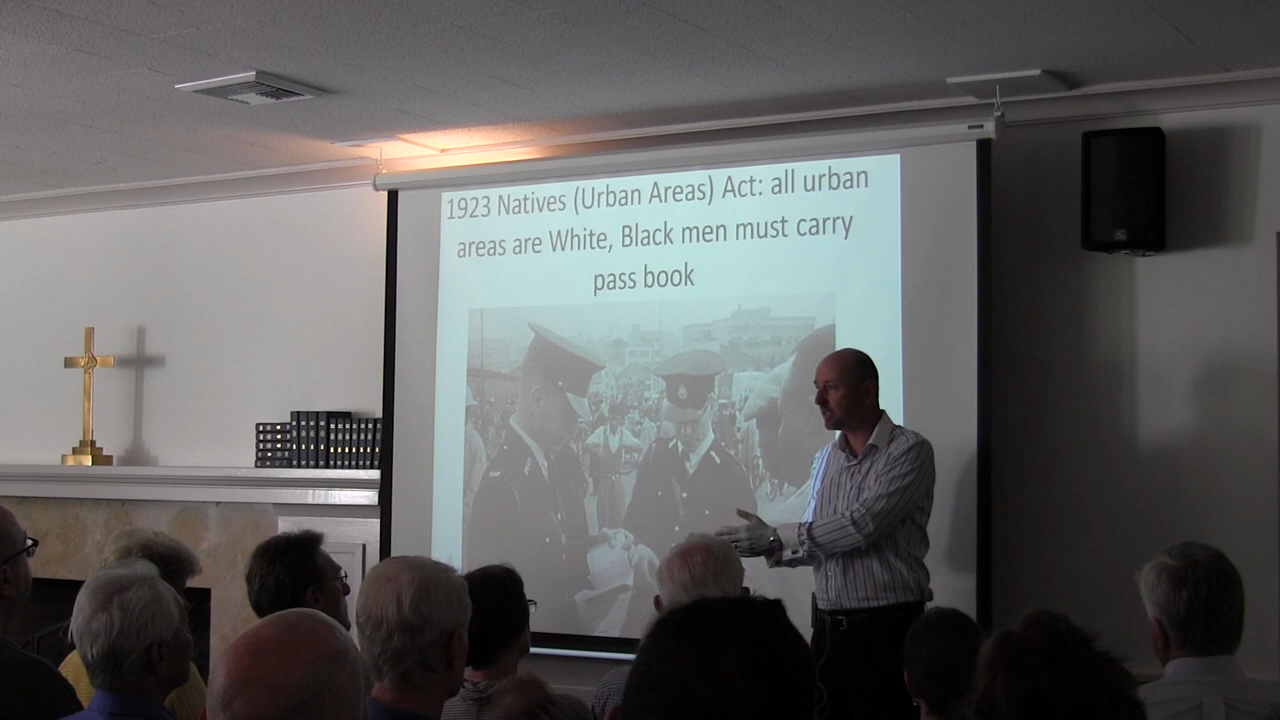 1923 Natives (Urban Areas) Act: all urban
areas are White, Black men must carry
pass book